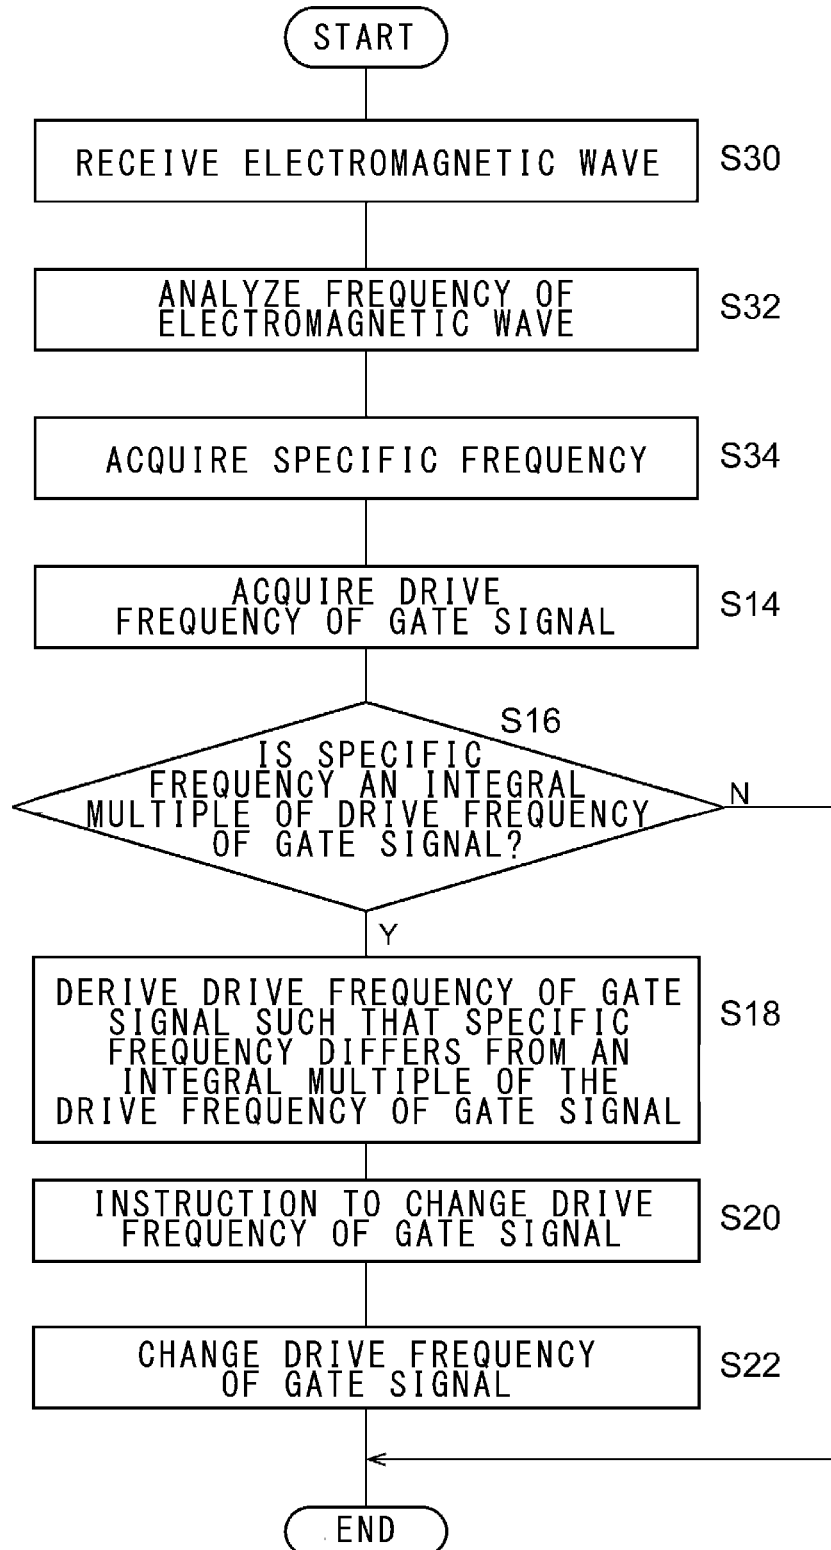 START
RECEIVE ELECTROMAGNETIC WAVE
S30
ANALYZE FREQUENCY OF
ELECTROMAGNETIC WAVE
S32
ACQUIRE SPECIFIC FREQUENCY
S34
ACQUIRE DRIVE
FREQUENCY OF GATE SIGNAL
S14
S16
IS SPECIFIC
FREQUENCY AN INTEGRAL
MULTIPLE OF DRIVE FREQUENCY
OF GATE SIGNAL?
N
Y
DERIVE DRIVE FREQUENCY OF GATE
SIGNAL SUCH THAT SPECIFIC
FREQUENCY DIFFERS FROM AN
INTEGRAL MULTIPLE OF THE
DRIVE FREQUENCY OF GATE SIGNAL
S18
INSTRUCTION TO CHANGE DRIVE
FREQUENCY OF GATE SIGNAL
S20
CHANGE DRIVE FREQUENCY
OF GATE SIGNAL
S22
END